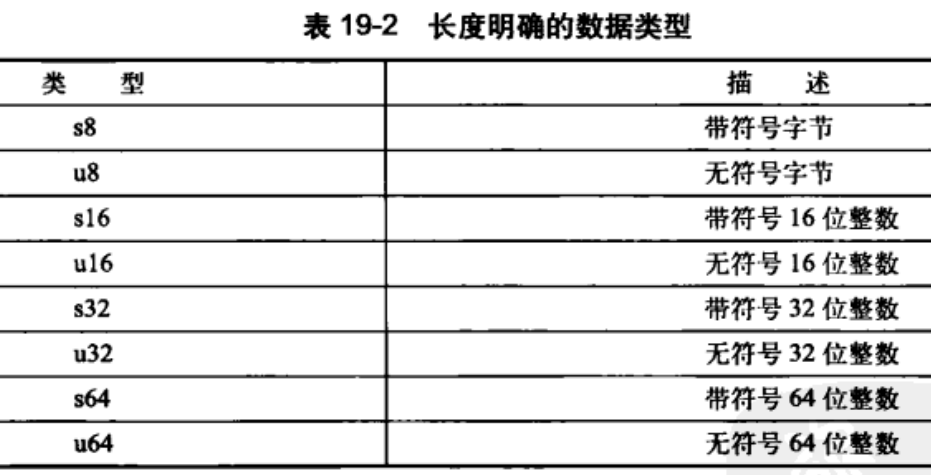 表 19-2 长度明确的数据类型
类 型 描 述
s8 带符号字节
u8 无符号字节
s16 带符号 16 位整数
u16 无符号 16 位整数
s32 带符号 32 位整数
u32 无符号 32 位整数
s64 带符号 64 位整数
u64 无符号 64 位整数